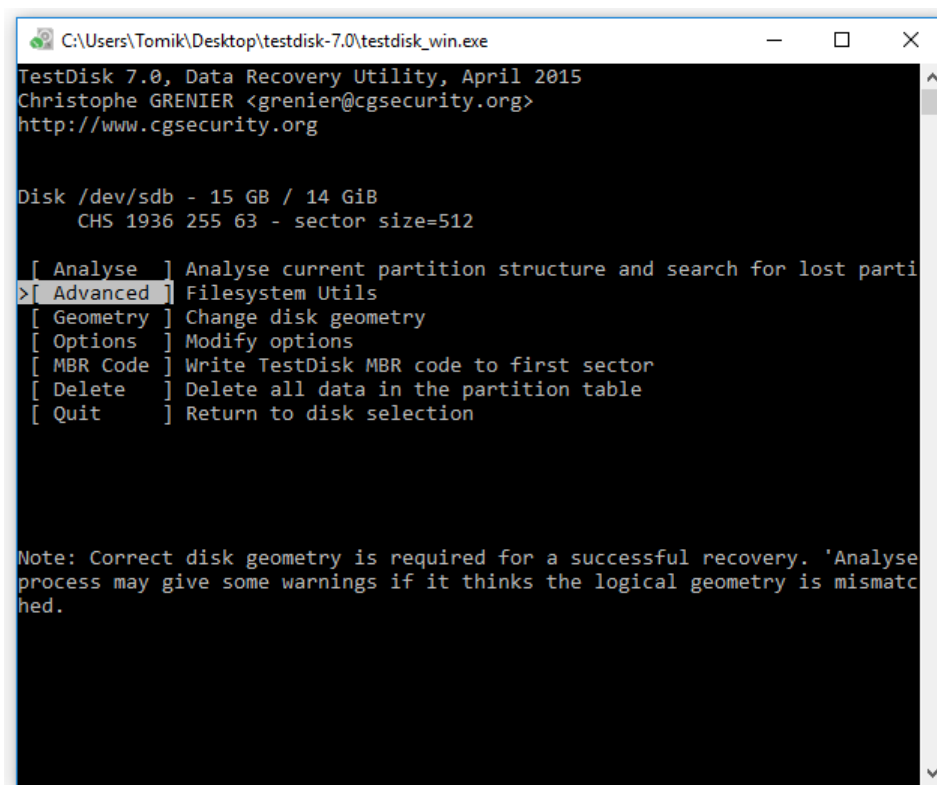 C:\Users\Tomik\Desktop\testdisk-7.0\testdisk_win.exe
TestDisk 7.0, Data Recovery Utility, April 2015
Christophe GRENIER <grenier@cgsecurity.org>
http://www.cgsecurity.org
Disk /dev/sdb - 15 GB / 14 GiB
CHS 1936 255 63 - sector size=512
[ Analyse  ] Analyse current partition structure and search for lost parti
>[ Advanced ] Filesystem Utils
[ Geometry ] Change disk geometry
[ Options  ] Modify options
[ MBR Code ] Write TestDisk MBR code to first sector
[ Delete   ] Delete all data in the partition table
[ Quit     ] Return to disk selection
Note: Correct disk geometry is required for a successful recovery. 'Analyse
process may give some warnings if it thinks the logical geometry is mismatc
hed.